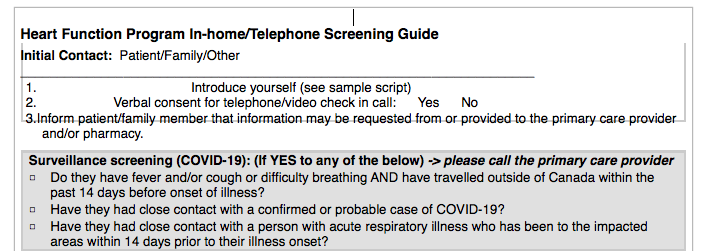 Heart Function Program In-home/Telephone Screening Guide
Initial Contact: Patient/Family/Other
1. Introduce yourself (see sample script)
2. Verbal consent for telephone/video check in call: Yes No
3.Inform patient/family member that information may be requested from or provided to the primary care provider
and/or pharmacy.
Surveillance screening (COVID-19): (If YES to any of the below) -> please call the primary care provider
Do they have fever and/or cough or difficulty breathing AND have travelled outside of Canada within the
past 14 days before onset of illness?
Have they had close contact with a confirmed or probable case of COVID-19?
Have they had close contact with a person with acute respiratory illness who has been to the impacted
areas within 14 days prior to their illness onset?